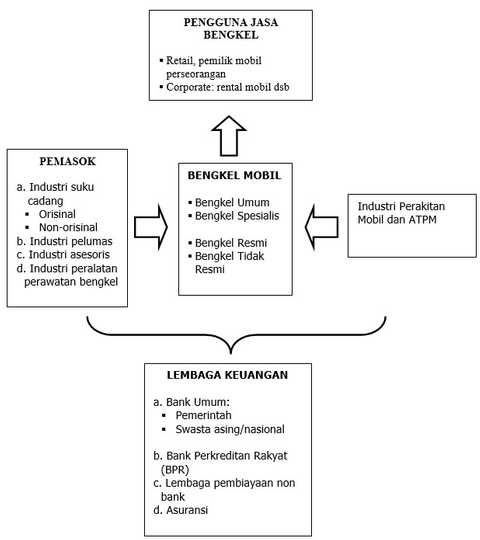 PENGGUNA JASA
BENGKEL
▪ Retail, pemilik mobil
perseorangan
▪ Corporate: rental mobil dsb
PEMASOK
a. Industri suku
cadang
▪ Orisinal
▪ Non-orisinal
b. Industri pelumas
c. Industri asesoris
d. Industri peralatan
perawatan bengkel
BENGKEL MOBIL
▪ Bengkel Umum
▪ Bengkel Spesialis
▪ Bengkel Resmi
▪ Bengkel Tidak
Resmi
Industri Perakitan
Mobil dan ATPM
LEMBAGA KEUANGAN
a. Bank Umum:
▪ Pemerintah
▪ Swasta asing/nasional
b. Bank Perkreditan Rakyat
(BPR)
c. Lembaga pembiayaan non
bank
d. Asuransi